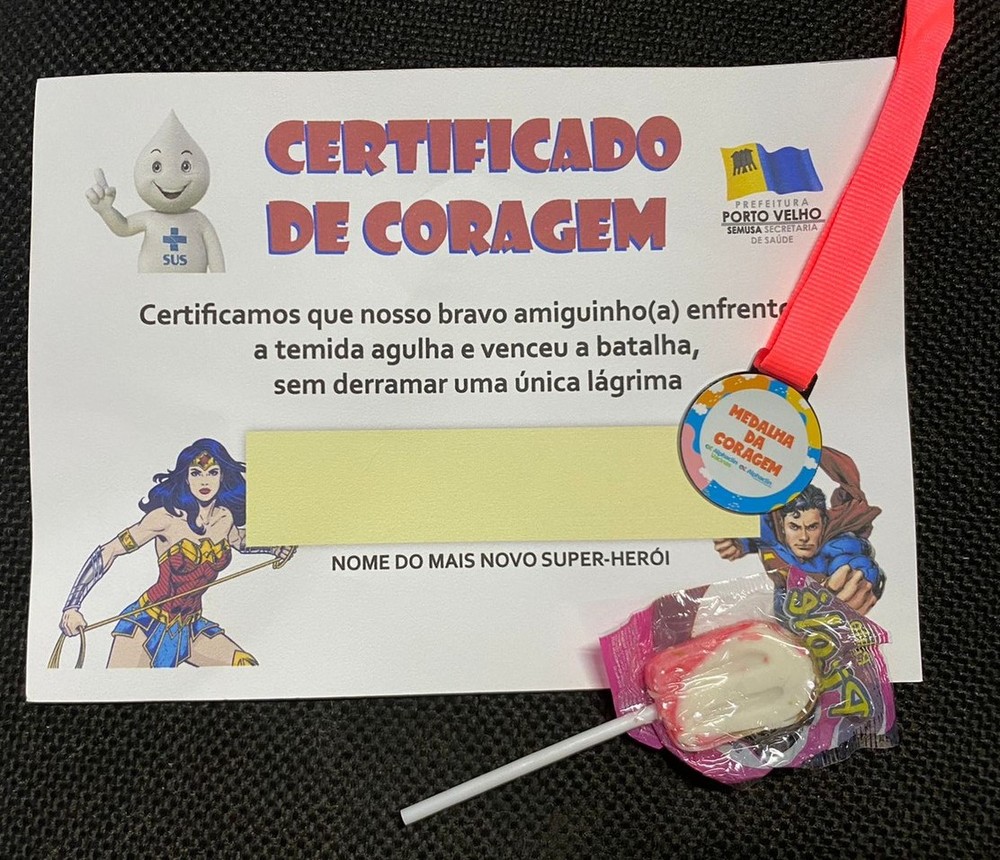 CERTIFICADO
DE CORAGEM
SUS
PREFEITURA
PORTO VELHO
SEMUSA SECRETARIA
DE SAÚDE
Certificamos que nosso bravo amiguinho(a) enfrento
a temida agulha e venceu a batalha,
sem derramar uma única lágrima
MEDALHA
DA
CORAGEM
NOME DO MAIS NOVO SUPER-HERÓI